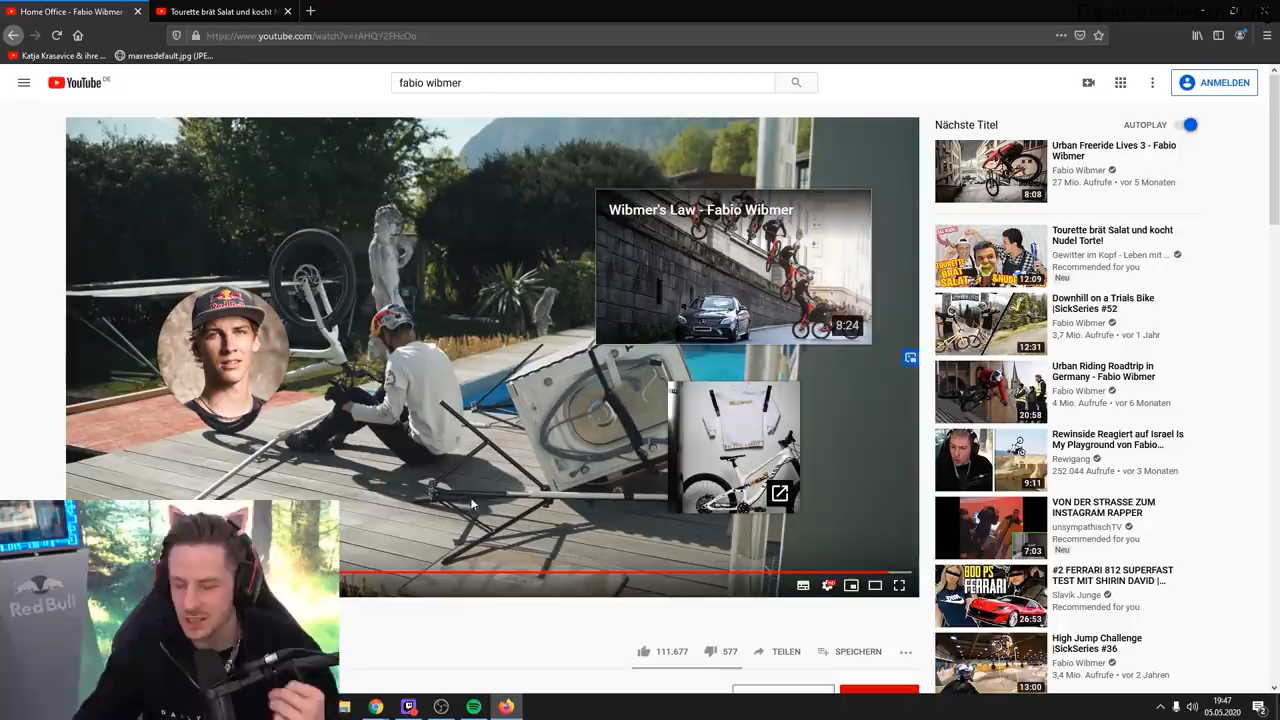 Home Office - Fabio Wibmer
Tourette brät Salat und kocht N
https://www.youtube.com/watch?v=rAHQY2FHcOo
Katja Krasavice & ihre ...
maxresdefault.jpg (JPE...
YouTube DE
fabio wibmer
ANMELDEN
Wibmer's Law - Fabio Wibmer
8:24
Red Bull
111.677
577
TEILEN
SPEICHERN
Nächste Titel
AUTOPLAY
Urban Freeride Lives 3 - Fabio
Wibmer
Fabio Wibmer
27 Mio. Aufrufe • vor 5 Monaten
8:08
Tourette brät Salat und kocht
Nudel Torte!
Gewitter im Kopf - Leben mit ...
Recommended for you
Neu
TOURETTE
BRÄT
SALAT
12:09
Downhill on a Trials Bike
|SickSeries #52
Fabio Wibmer
3,7 Mio. Aufrufe • vor 1 Jahr
12:31
Urban Riding Roadtrip in
Germany - Fabio Wibmer
Fabio Wibmer
4 Mio. Aufrufe • vor 6 Monaten
20:58
Rewinside Reagiert auf Israel Is
My Playground von Fabio...
Rewigang
252.044 Aufrufe • vor 3 Monaten
9:11
VON DER STRASSE ZUM
INSTAGRAM RAPPER
unsympathischTV
Recommended for you
Neu
7:03
#2 FERRARI 812 SUPERFAST
TEST MIT SHIRIN DAVID |...
Slavik Junge
Recommended for you
800 PS
FERRARI
26:53
High Jump Challenge
|SickSeries #36
Fabio Wibmer
3,4 Mio. Aufrufe • vor 2 Jahren
13:00
19:47
05.05.2020
2